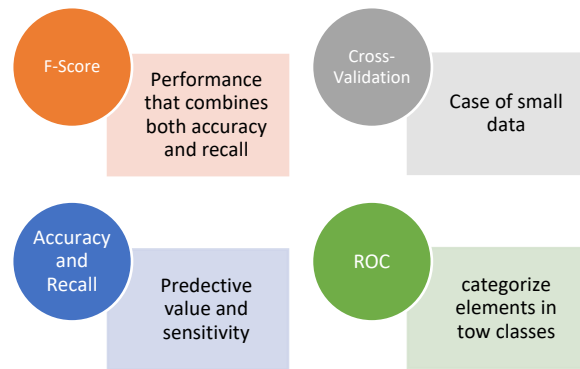 F-Score
Performance
that combines
both accuracy
and recall
Cross-
Validation
Case of small
data
Accuracy
and
Recall
Predective
value and
sensitivity
ROC
categorize
elements in
tow classes